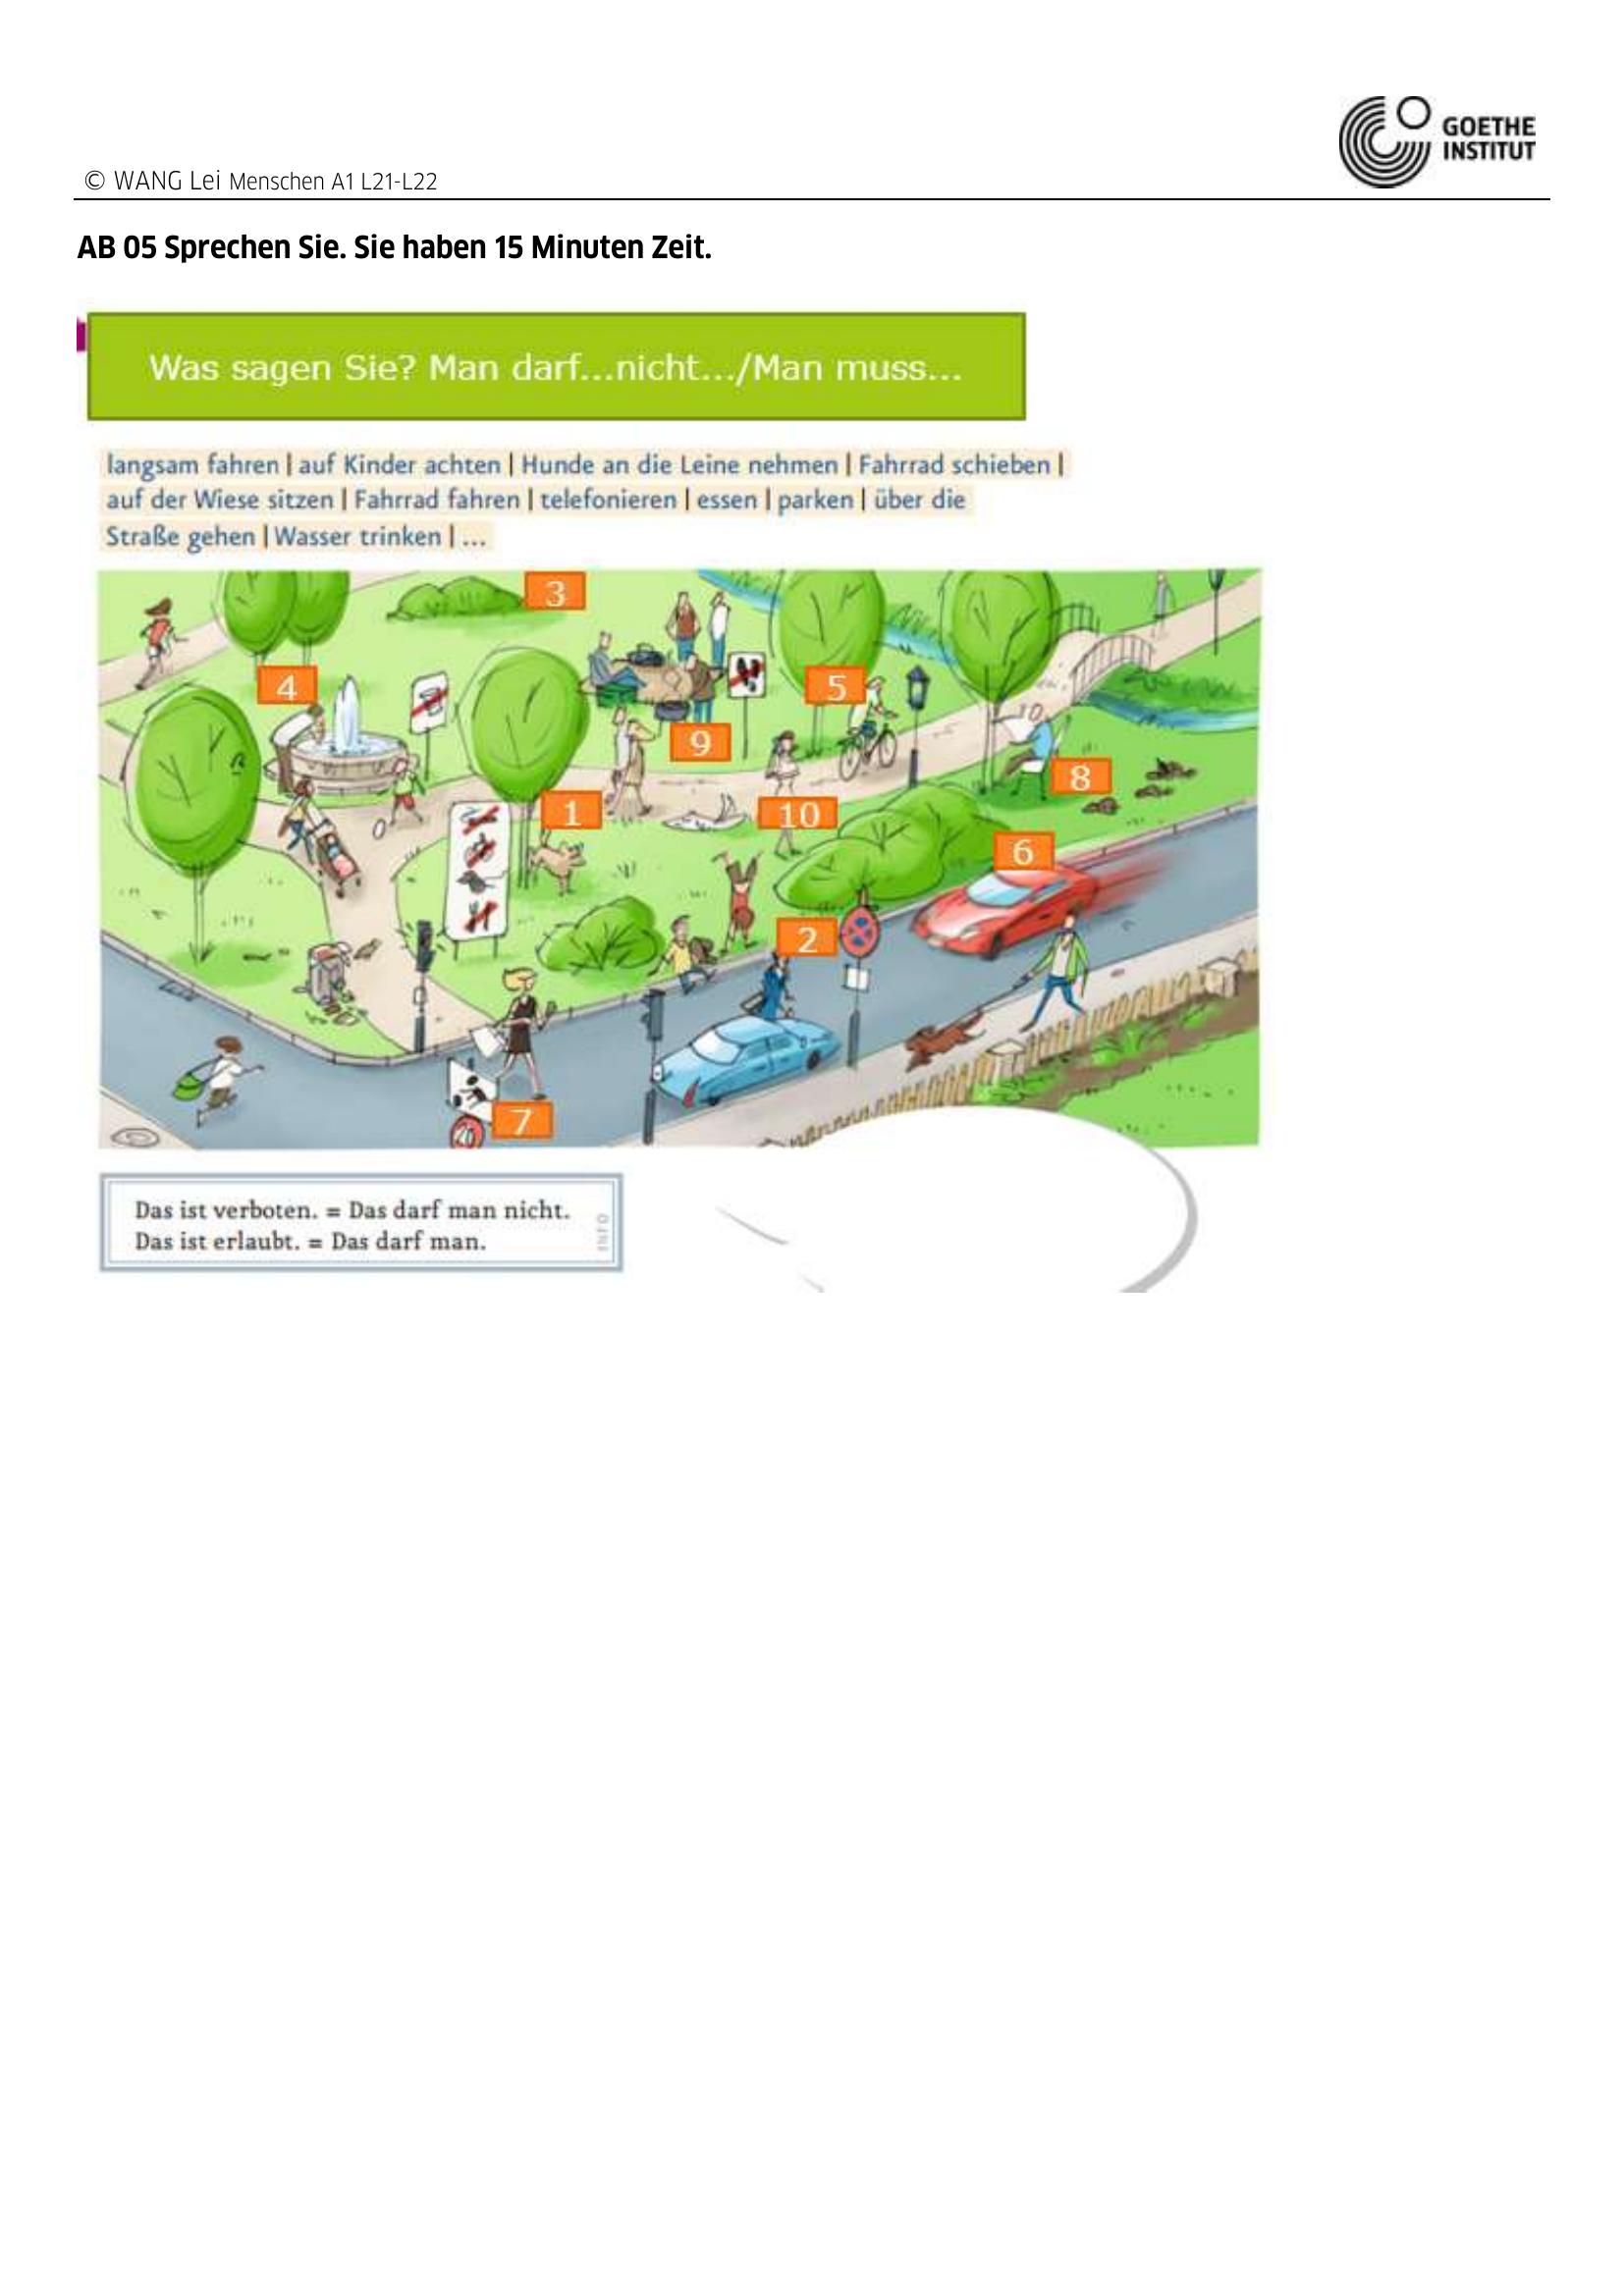 GOETHE
INSTITUT
© WANG Lei Menschen A1 L21-L22
AB 05 Sprechen Sie. Sie haben 15 Minuten Zeit.
Was sagen Sie? Man darf...nicht.../Man muss...
langsam fahren | auf Kinder achten | Hunde an die Leine nehmen | Fahrrad schieben |
auf der Wiese sitzen | Fahrrad fahren | telefonieren | essen | parken | über die
Straße gehen | Wasser trinken | ...
3
4
5
9
8
1
10
6
2
7
Das ist verboten. = Das darf man nicht.
Das ist erlaubt. = Das darf man.
INFO